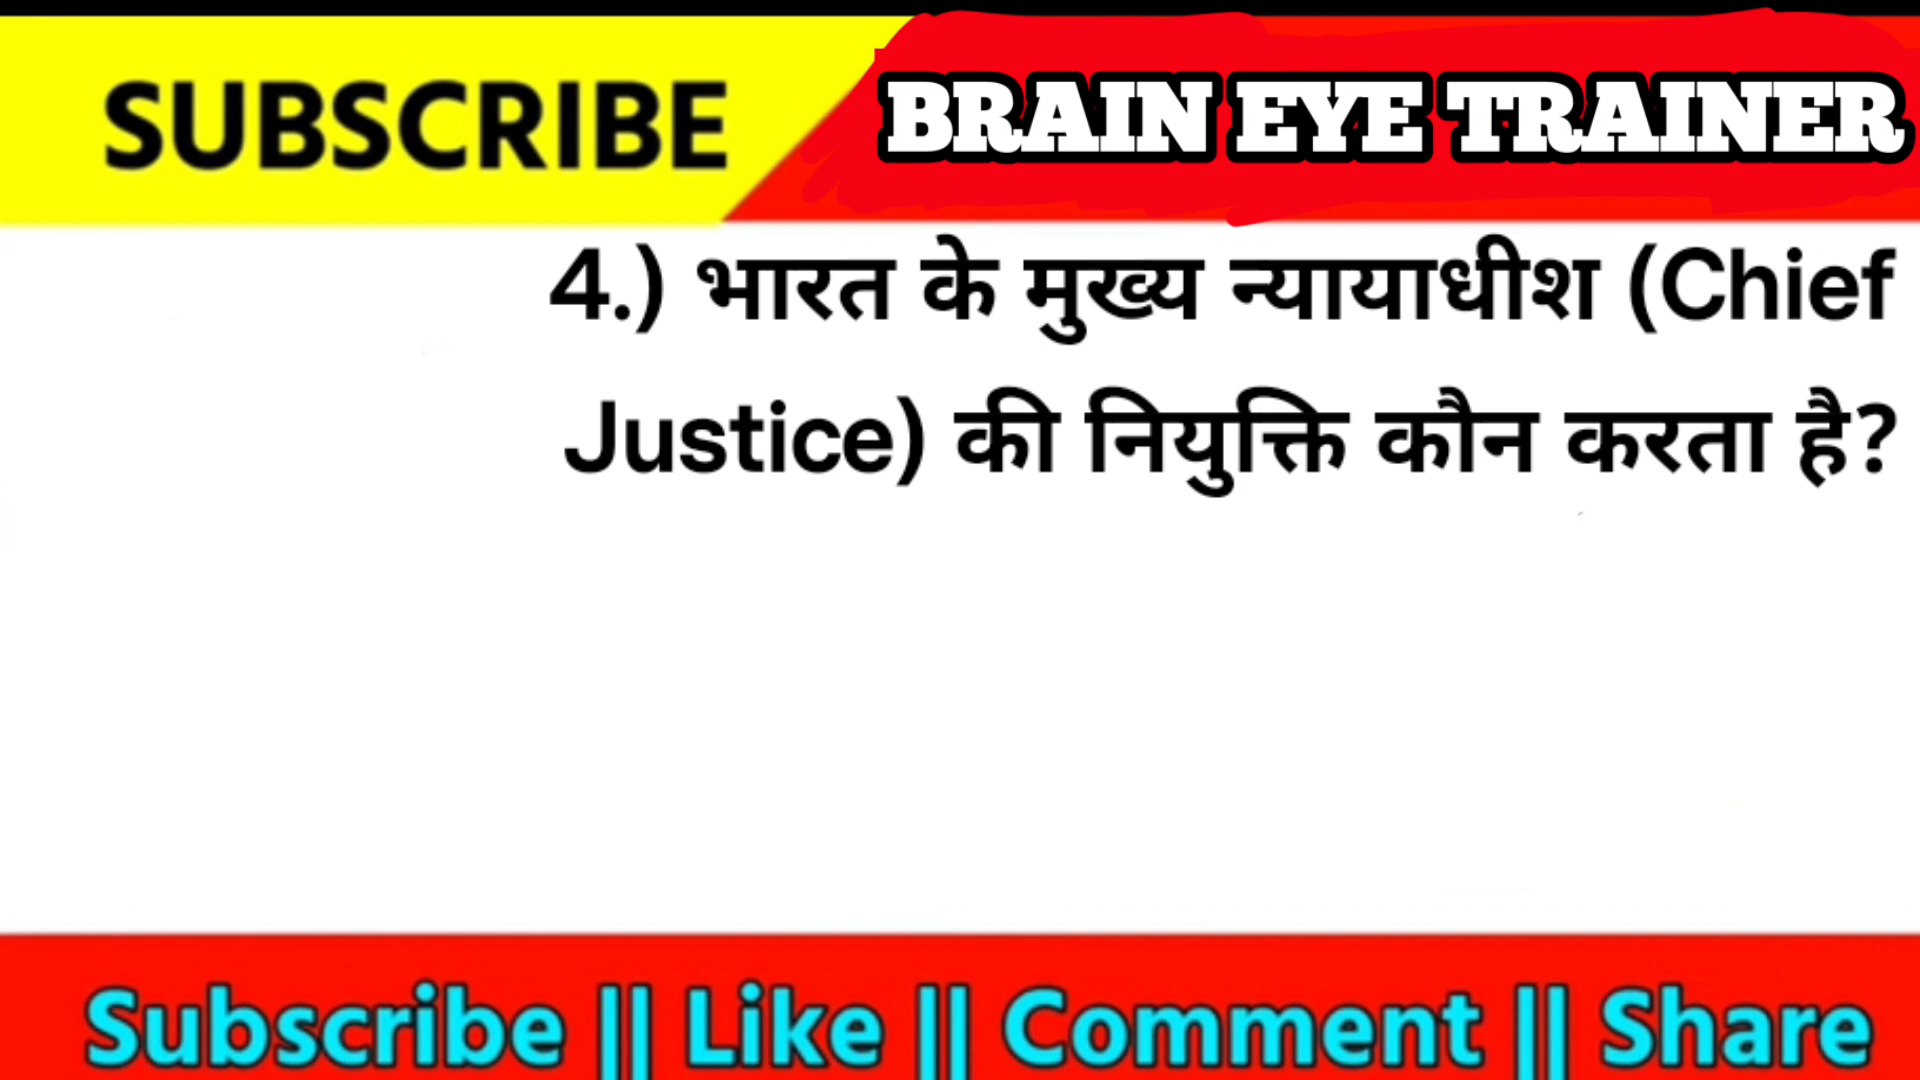 SUBSCRIBE
BRAIN EYE TRAINER
4.) भारत के मुख्य न्यायाधीश (Chief
Justice) की नियुक्ति कौन करता है?
Subscribe || Like || Comment || Share